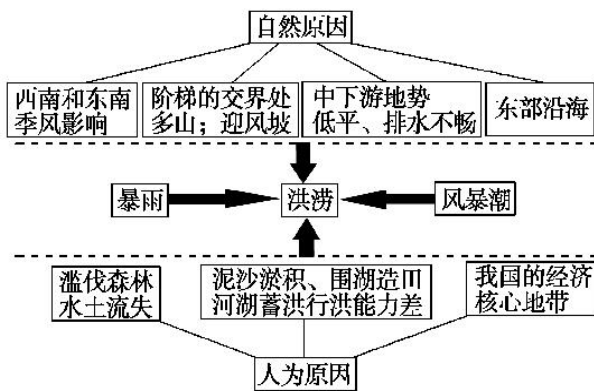 自然原因
西南和东南
季风影响
阶梯的交界处
多山；迎风坡
中下游地势
低平、排水不畅
东部沿海
暴雨
洪涝
风暴潮
滥伐森林
水土流失
泥沙淤积、围湖造田
河湖蓄洪行洪能力差
我国的经济
核心地带
人为原因